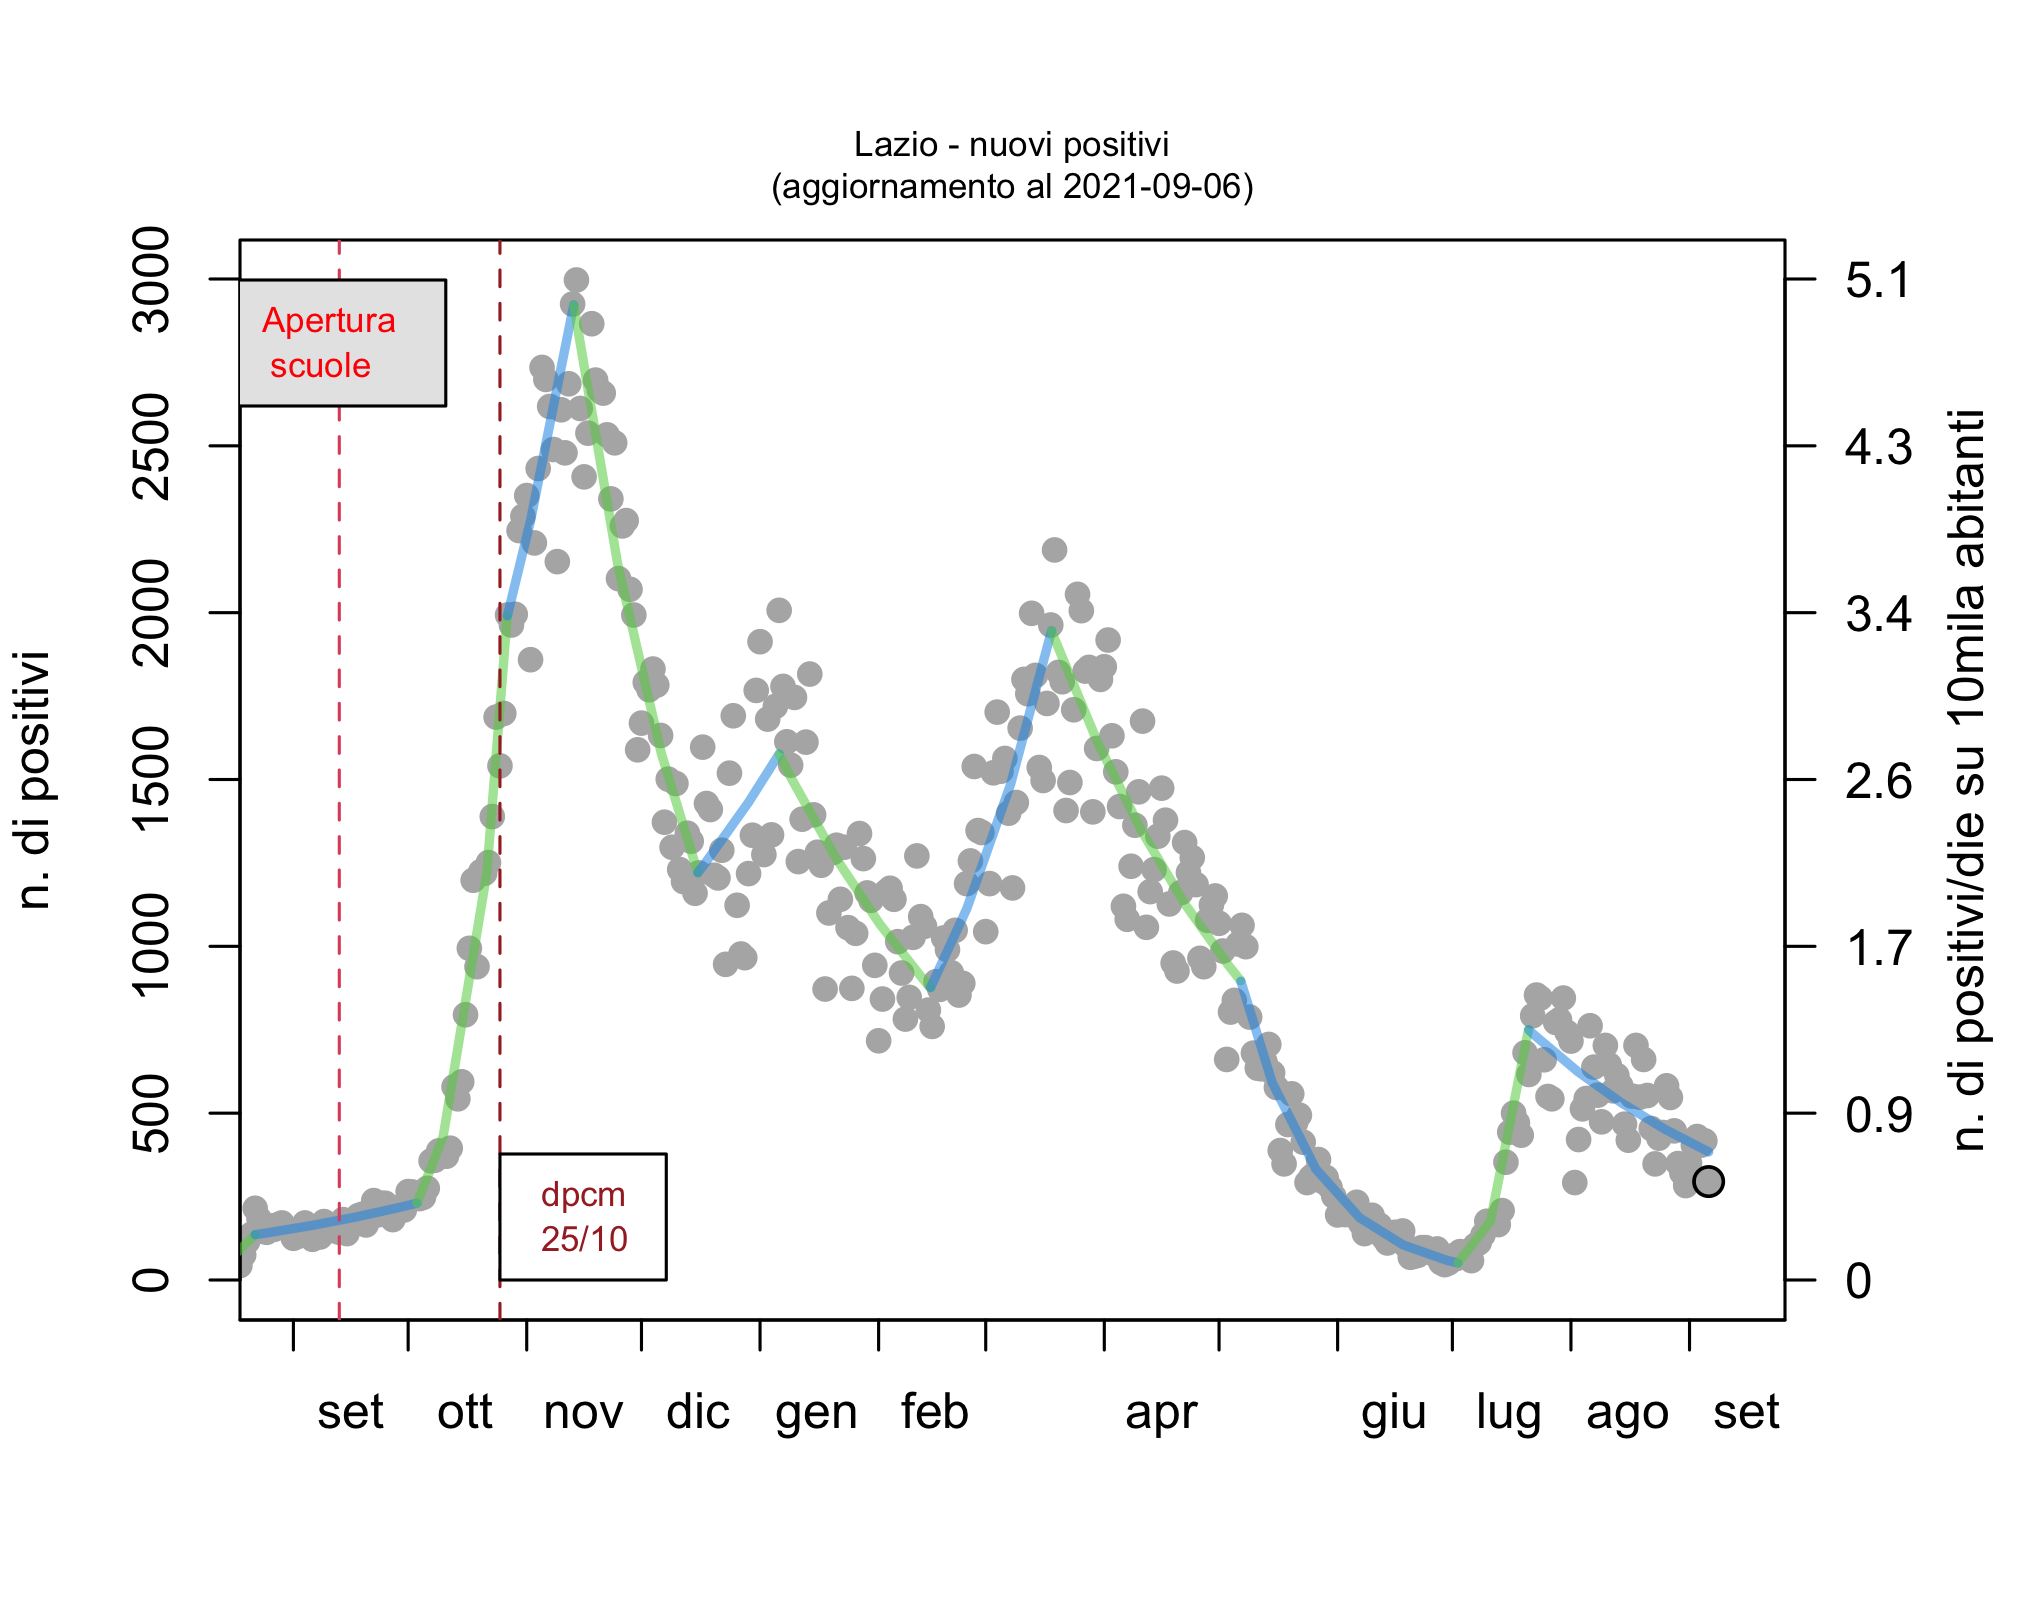 Lazio - nuovi positivi
(aggiornamento al 2021-09-06)
n. di positivi
3000
2500
2000
1500
1000
500
0
Apertura
scuole
dpcm
25/10
5.1
4.3
3.4
2.6
1.7
0.9
0
n. di positivi/die su 10mila abitanti
set ott nov dic gen feb apr giu lug ago set